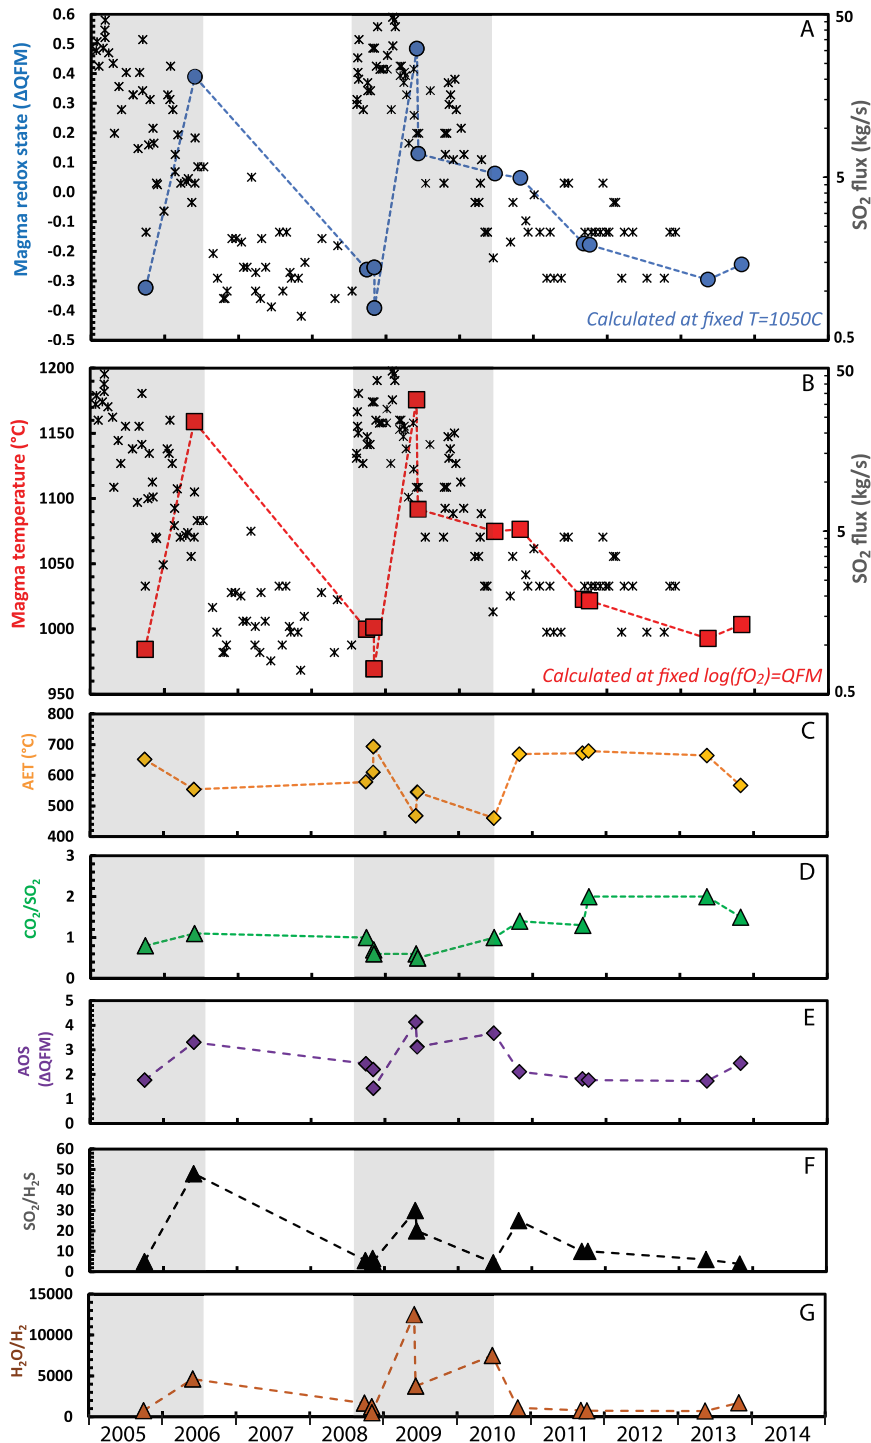 0.6
0.5
0.4
0.3
0.2
0.1
0.0
-0.1
-0.2
-0.3
-0.4
-0.5
Magma redox state (ΔQFM)
A
50
5
0.5
SO2 flux (kg/s)
Calculated at fixed T=1050C
1200
1150
1100
1050
1000
950
Magma temperature (°C)
B
50
5
0.5
SO2 flux (kg/s)
Calculated at fixed log(fO2)=QFM
800
700
600
500
400
AET (°C)
C
3
2
1
0
CO2/SO2
D
5
4
3
2
1
0
AOS
(ΔQFM)
E
60
50
40
30
20
10
0
SO2/H2S
F
15000
10000
5000
0
H2O/H2
G
2005 2006 2007 2008 2009 2010 2011 2012 2013 2014